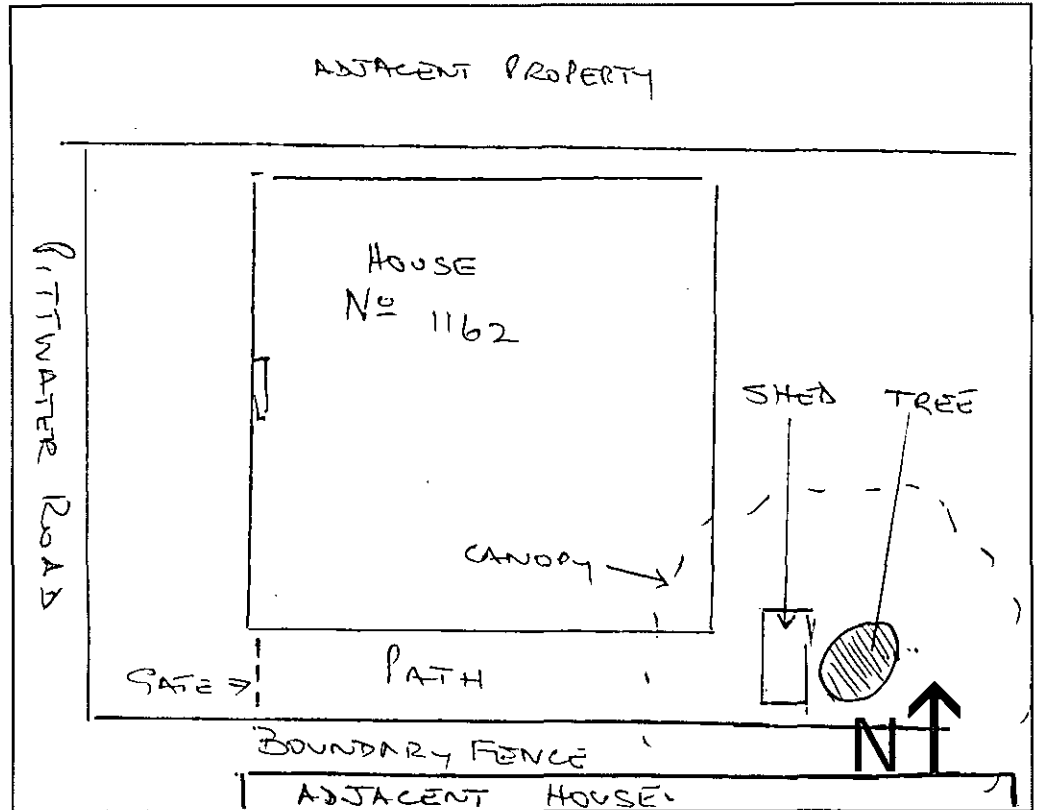 ADJACENT PROPERTY
PITTWATER ROAD
HOUSE
Nº 1162
SHED
TREE
CANOPY
GATE
PATH
BOUNDARY FENCE
N
ADJACENT HOUSE.